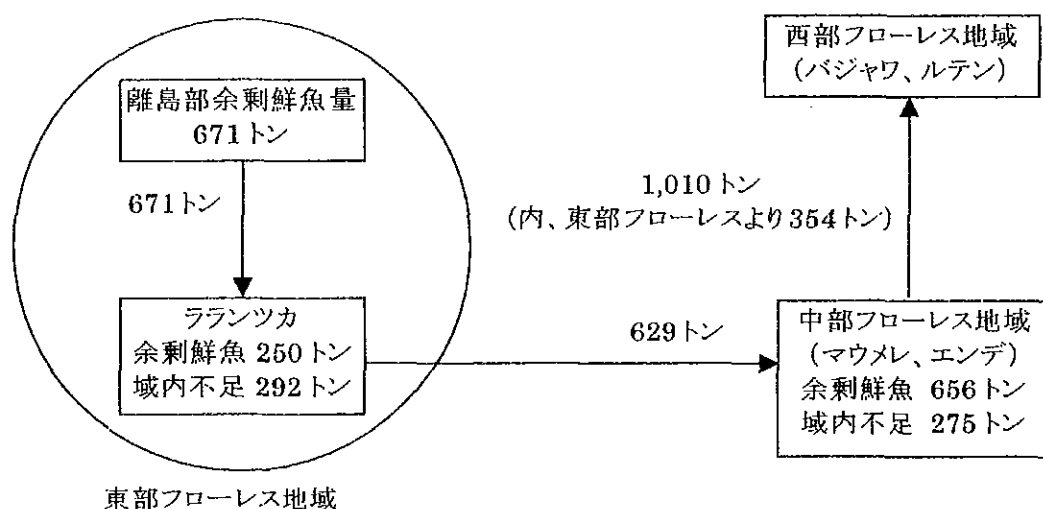 西部フローレス地域
(バジャワ、ルテン)
離島部余剰鮮魚量
671トン
671トン
1,010トン
(内、東部フローレスより354トン)
ラランツカ
余剰鮮魚 250トン
域内不足 292トン
629トン
中部フローレス地域
(マウメレ、エンデ)
余剰鮮魚 656トン
域内不足 275トン
東部フローレス地域